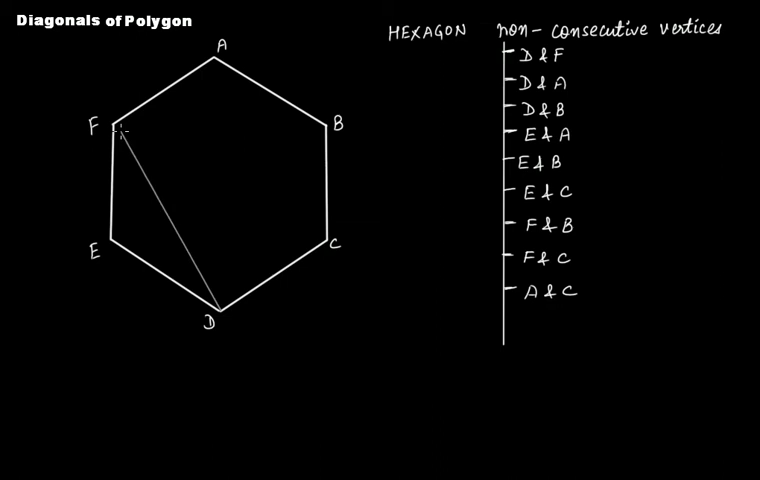 Diagonals of Polygon
HEXAGON non-consecutive vertices
D & F
D & A
D & B
E & A
E & B
E & C
F & B
F & C
A & C
A
F
B
E
C
D